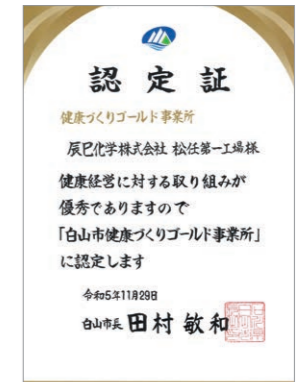 認定証
健康づくりゴールド事業所
辰巳化学株式会社 松任第一工場様
健康経営に対する取り組みが
優秀でありますので
「白山市健康づくりゴールド事業所」
に認定します
令和5年11月29日
白山市長 田村敏和